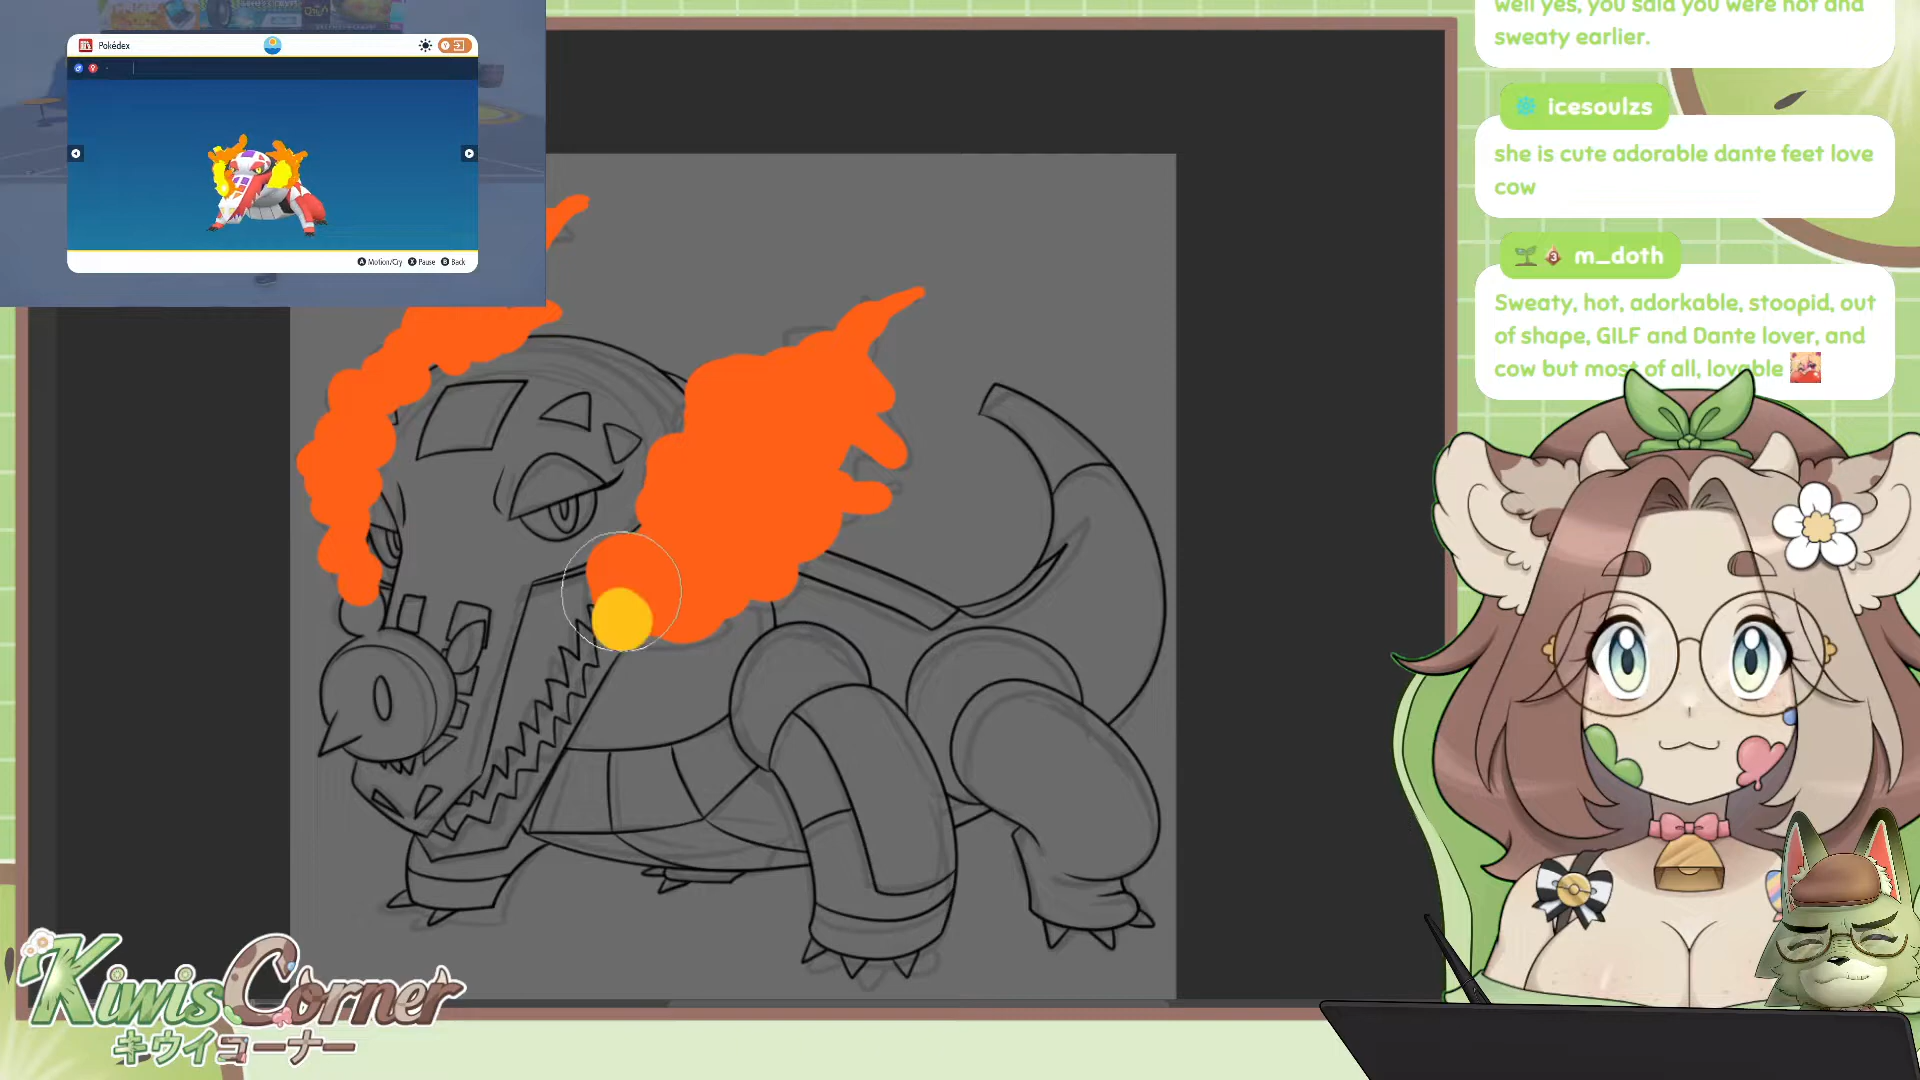 Pokédex
Y
A Motion/Cry X Pause B Back
well yes, you said you were hot and
sweaty earlier.
icesoulzs
she is cute adorable dante feet love
cow
3 m_doth
Sweaty, hot, adorkable, stoopid, out
of shape, GILF and Dante lover, and
cow but most of all, lovable
KiwisCorner
キウイコーナー